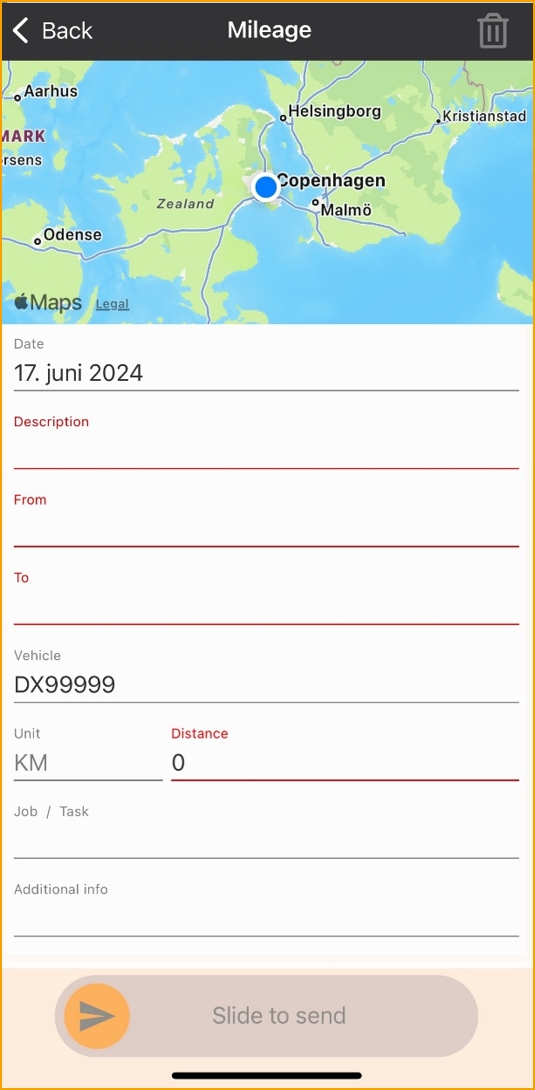 Back Mileage
Aarhus
Helsingborg
Kristianstad
MARK
rsens
Copenhagen
Zealand
Malmö
Odense
Maps Legal
Date
17. juni 2024
Description
From
To
Vehicle
DX99999
Unit Distance
KM 0
Job / Task
Additional info
Slide to send